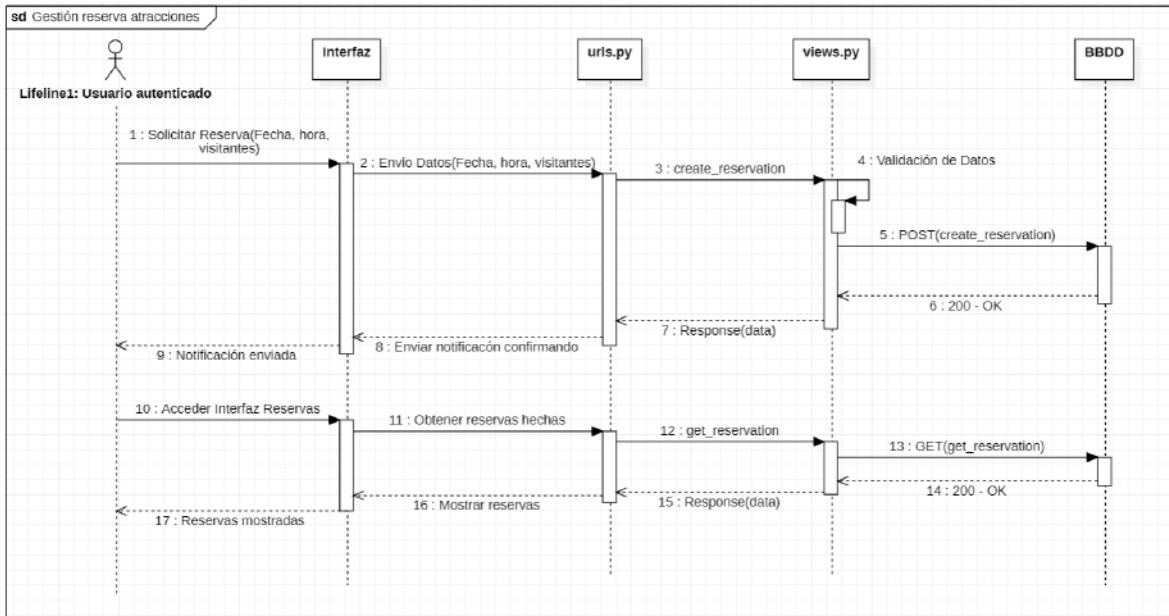 sd Gestión reserva atracciones
Interfaz
urls.py
views.py
BBDD
Lifeline1: Usuario autenticado
1 : Solicitar Reserva(Fecha, hora,
visitantes)
2 : Envio Datos(Fecha, hora, visitantes)
3 : create_reservation
4 : Validación de Datos
5 : POST(create_reservation)
6 : 200 - OK
7 : Response(data)
8 : Enviar notificacón confirmando
9 : Notificación enviada
10 : Acceder Interfaz Reservas
11 : Obtener reservas hechas
12 : get_reservation
13 : GET(get_reservation)
14 : 200 - OK
15 : Response(data)
16 : Mostrar reservas
17 : Reservas mostradas